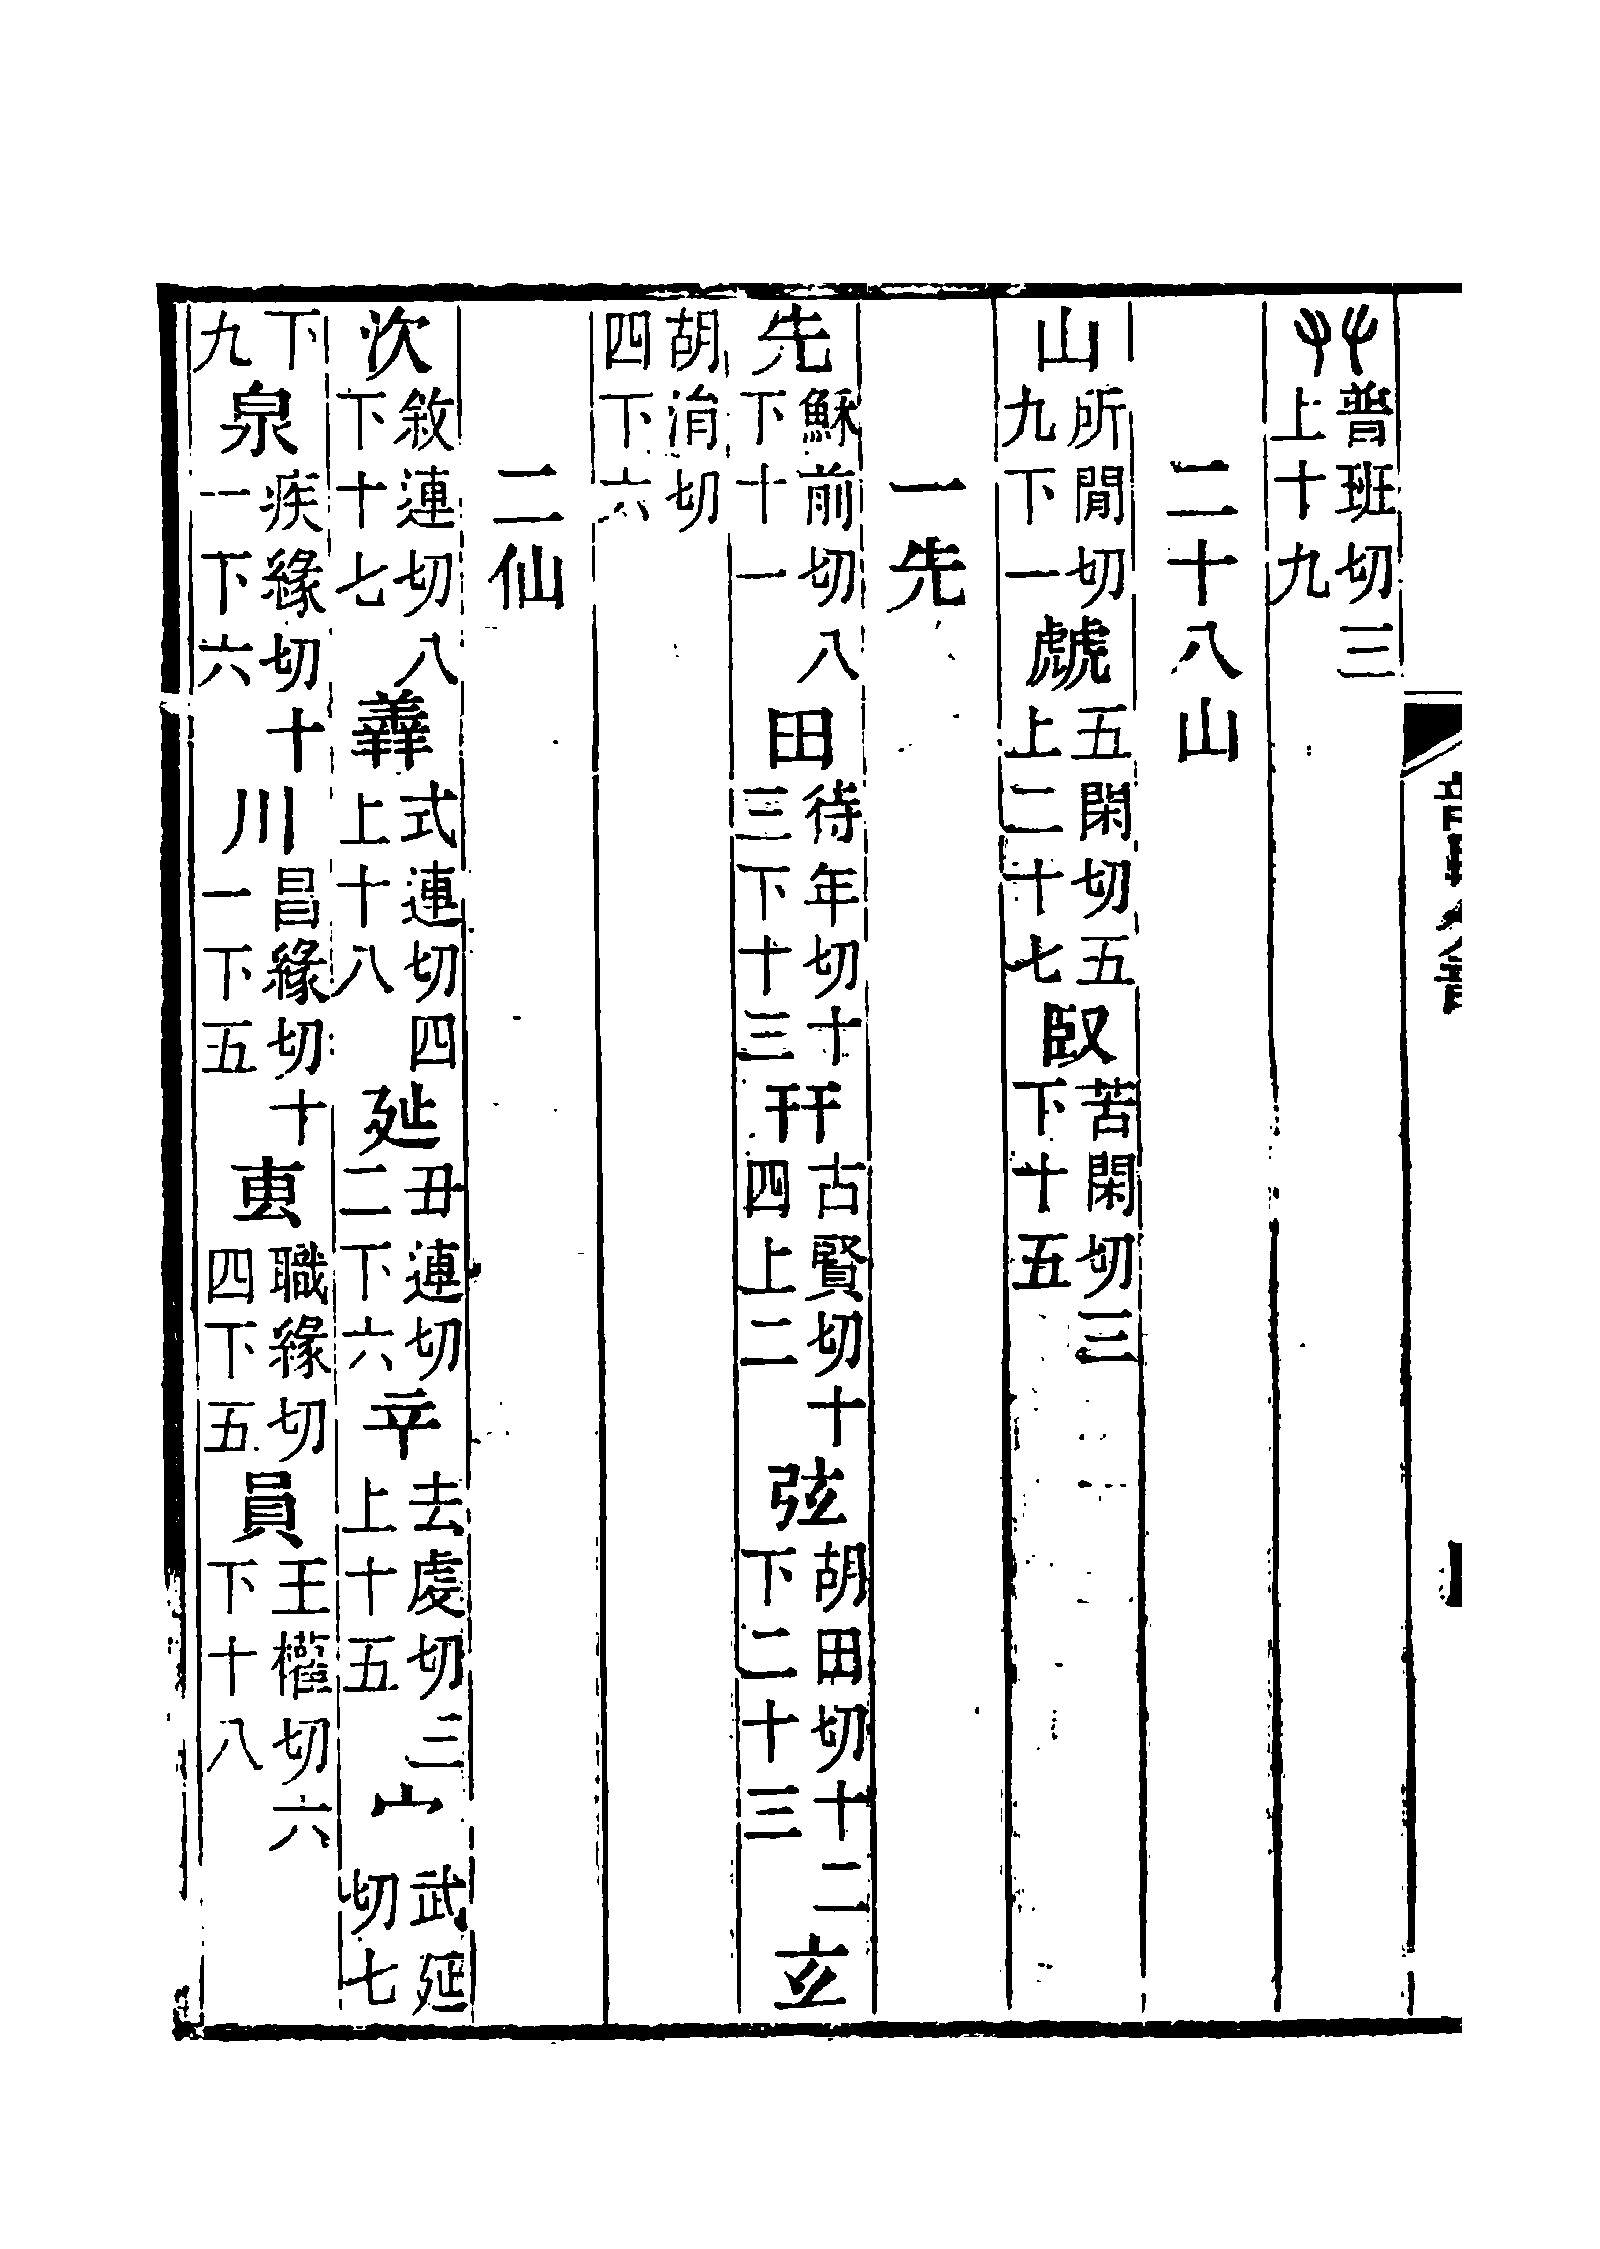 𠬜普班切三上十九
二十八山
山所閒切九下一虤五閑切五上二十七臤苦閑切三下十五
一先
先穌前切八下十一田待年切十三下十三幵古賢切十四上二弦胡田切十二下二十三玄
胡涓切四下六
二仙
㳄敘連切八下十七羴式連切四上十八㢟丑連切二下六䇂去虔切三上十五宀武延切七
下九泉疾緣切十一下六川昌緣切十一下五叀職緣切四下五員王權切六下十八